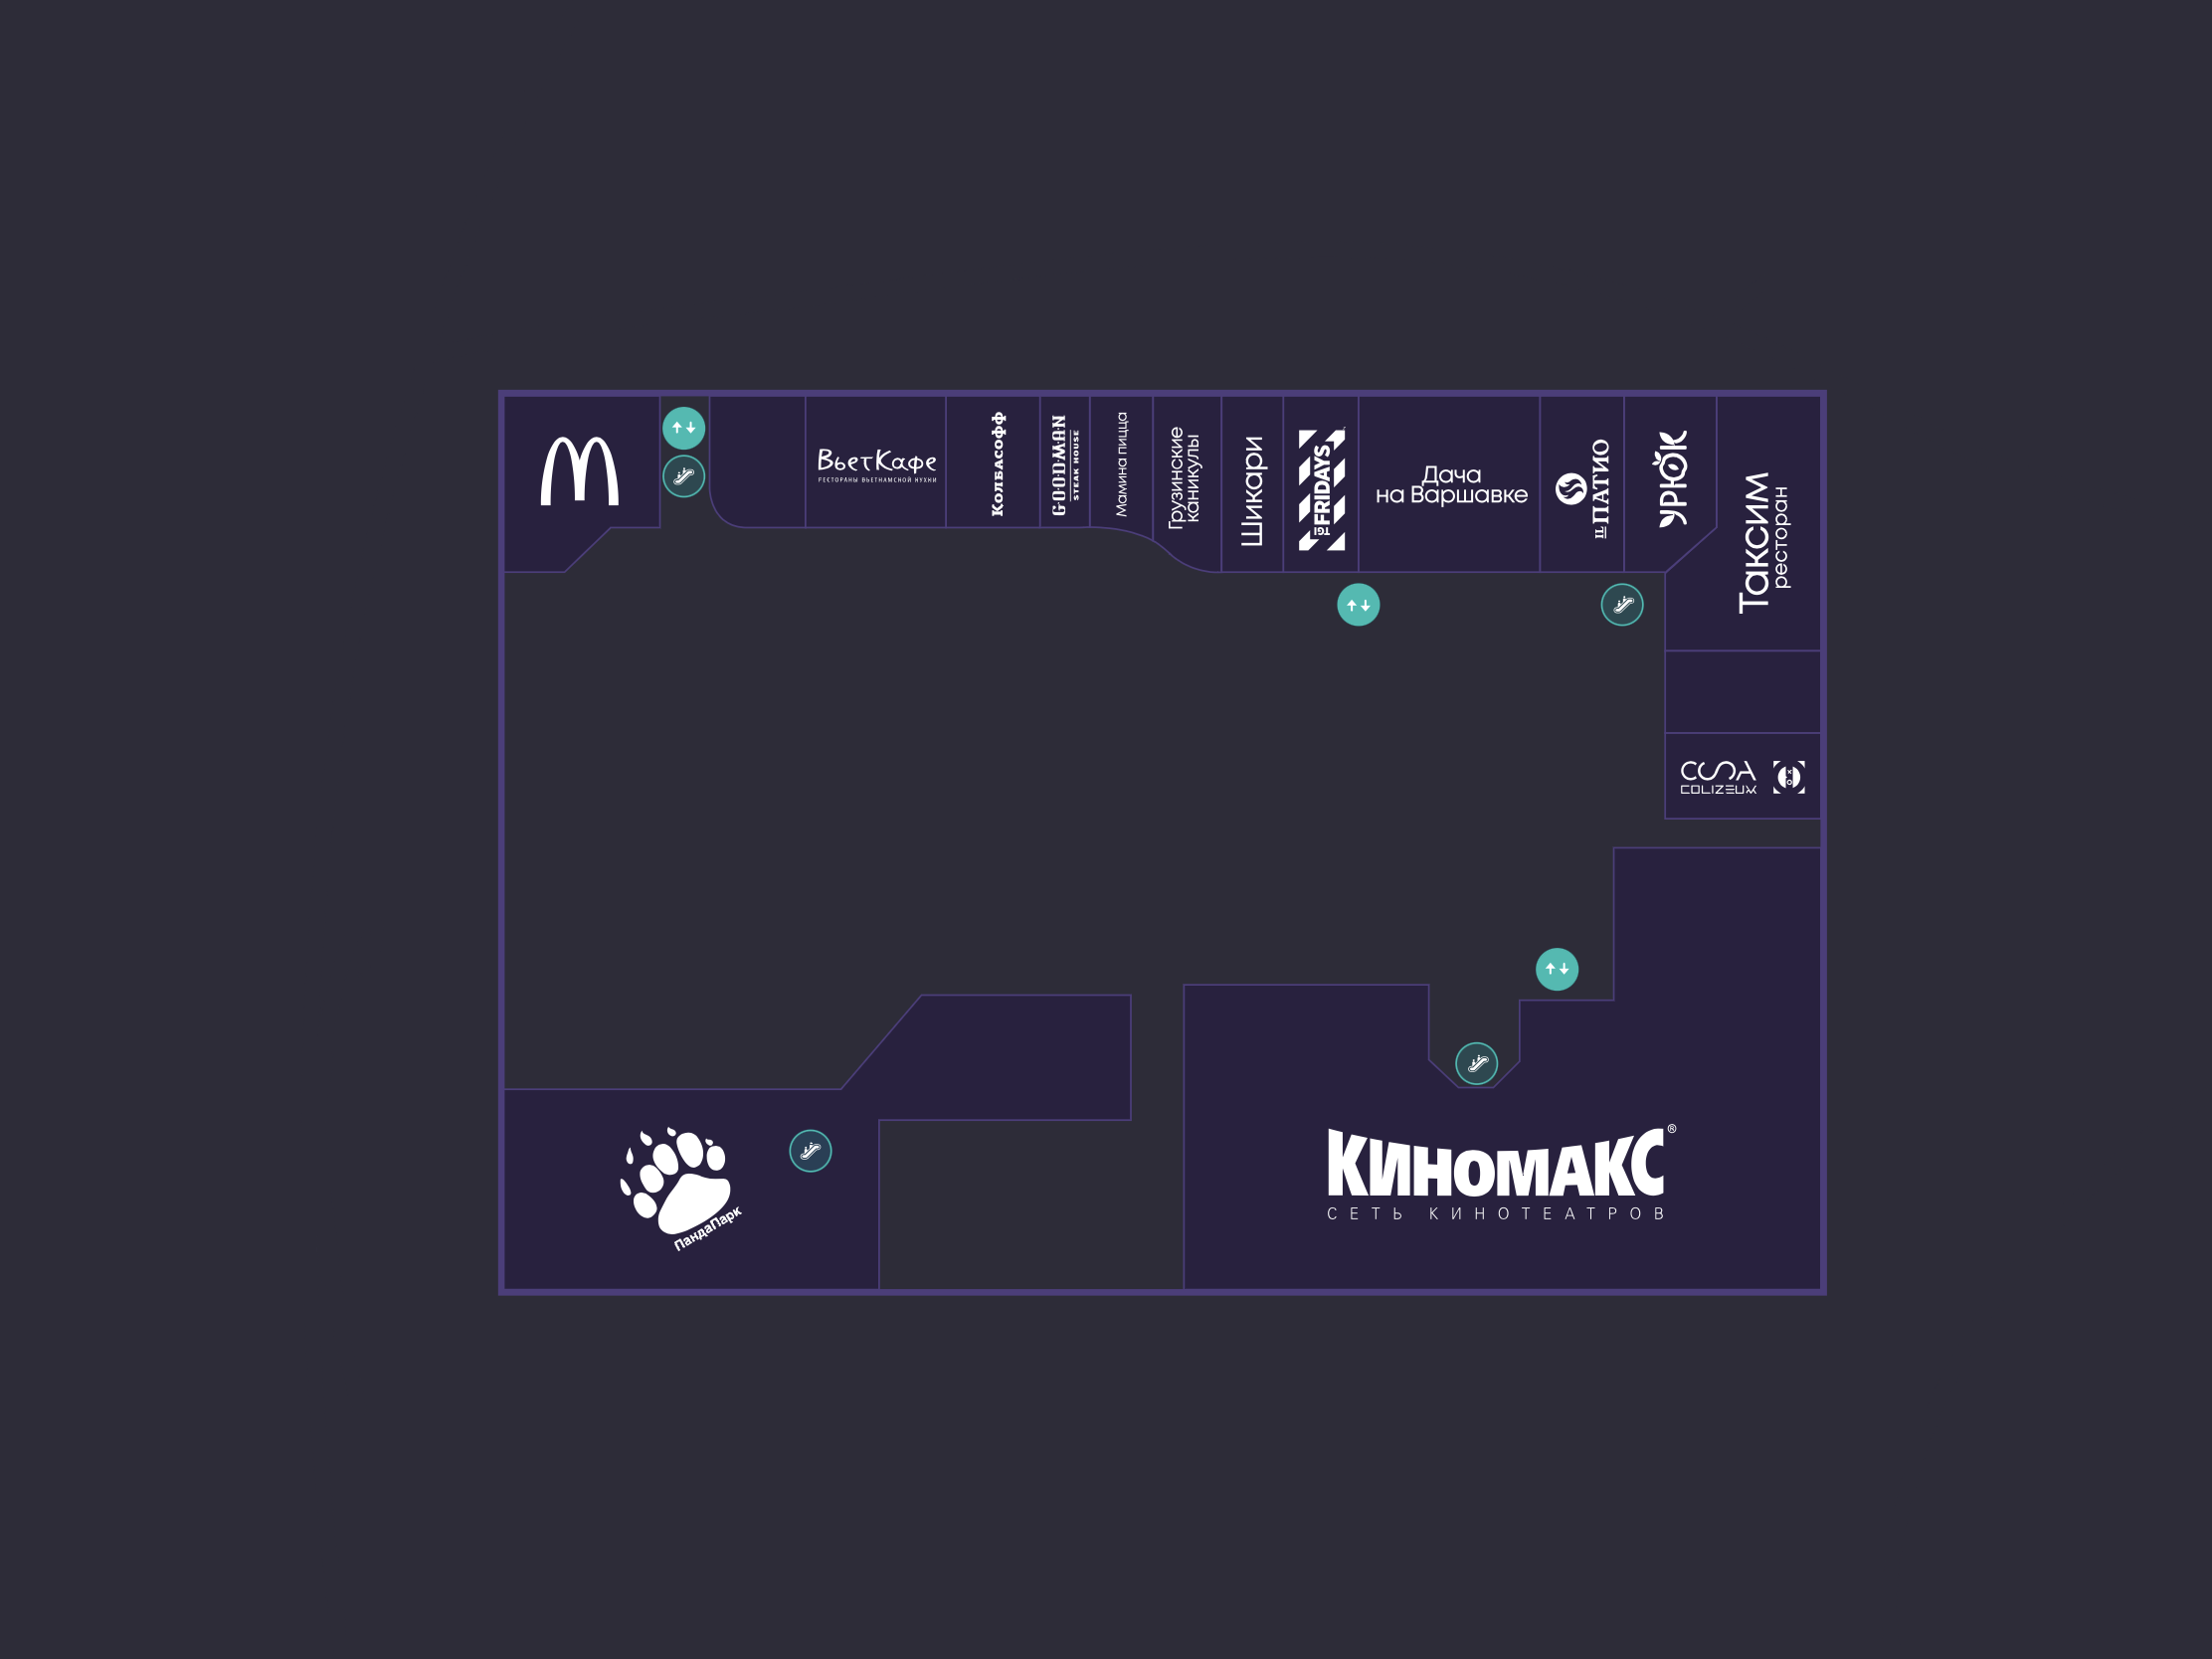 ВьетКафе
РЕСТОРАНЫ ВЬЕТНАМСКОЙ КУХНИ
Колбасофф
GOODMAN
STEAK HOUSE
Мамина пицца
Грузинские
каникулы
Шикари
TGI
FRIDAYS
Дача
на Варшавке
IL
ПАТИО
УРЮК
Таксим
ресторан
COLIZEUM
ПандаПарк
КИНОМАКС®
СЕТЬ КИНОТЕАТРОВ